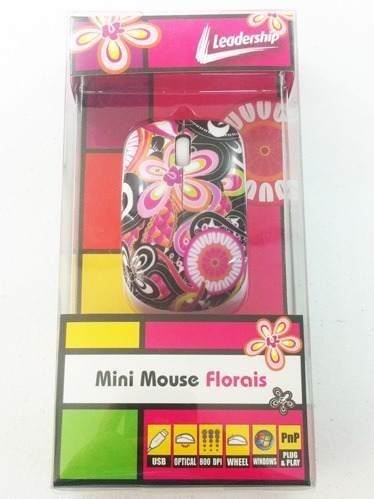 Leadership
Mini Mouse Florais
USB
OPTICAL
800 DPI
WHEEL
WINDOWS
PnP
PLUG
& PLAY